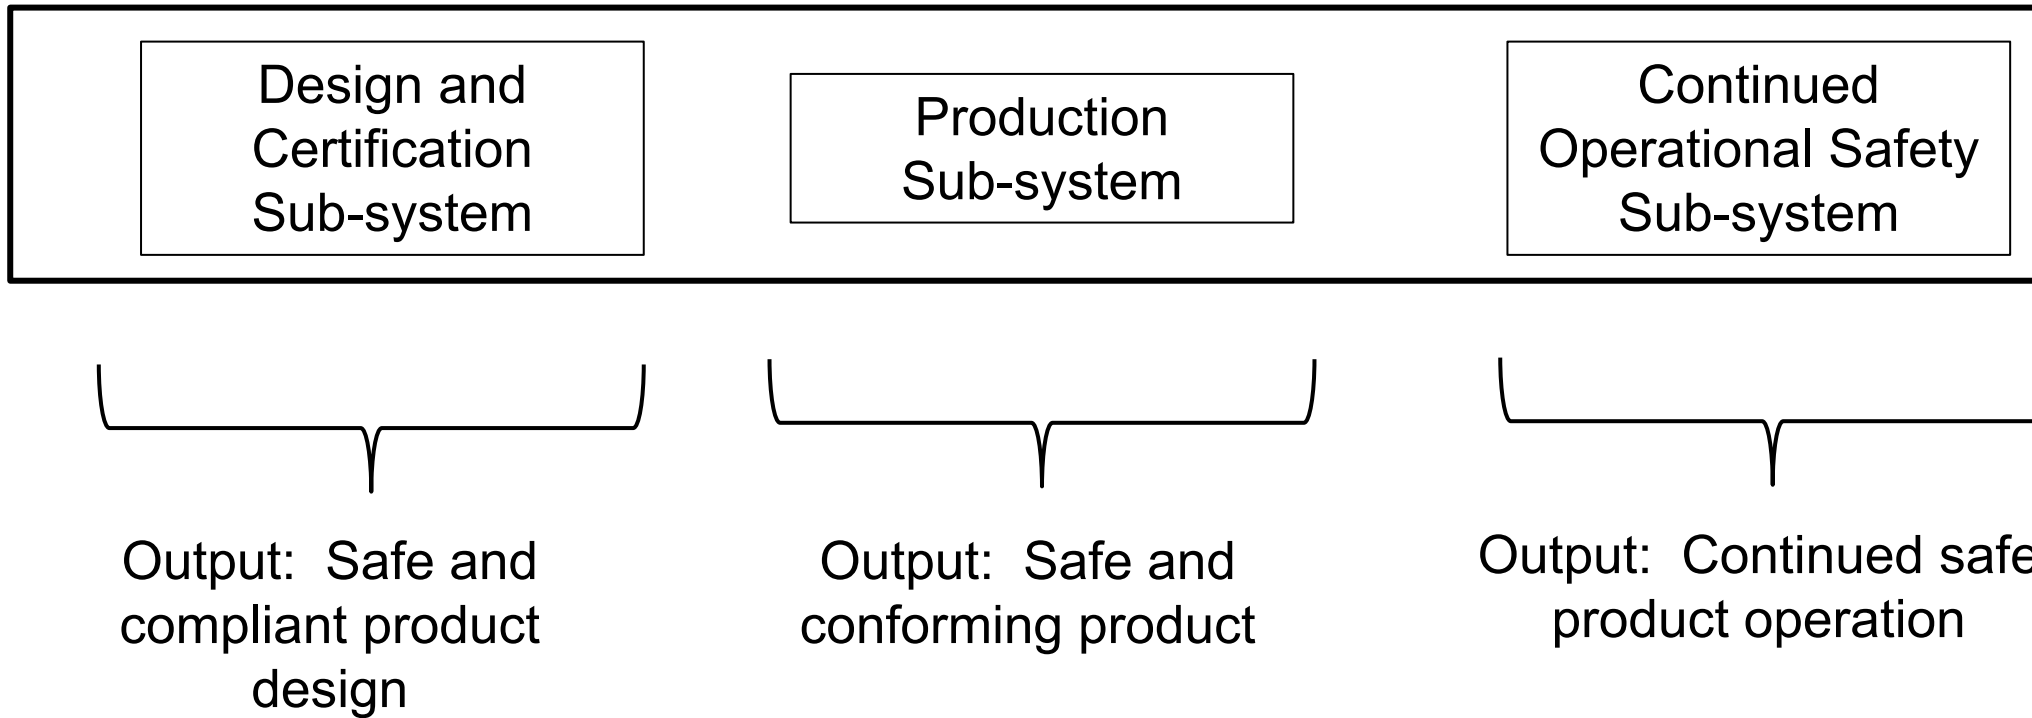 Design and
Certification
Sub-system
Production
Sub-system
Continued
Operational Safety
Sub-system
Output:  Safe and
compliant product
design
Output:  Safe and
conforming product
Output:  Continued safe
product operation